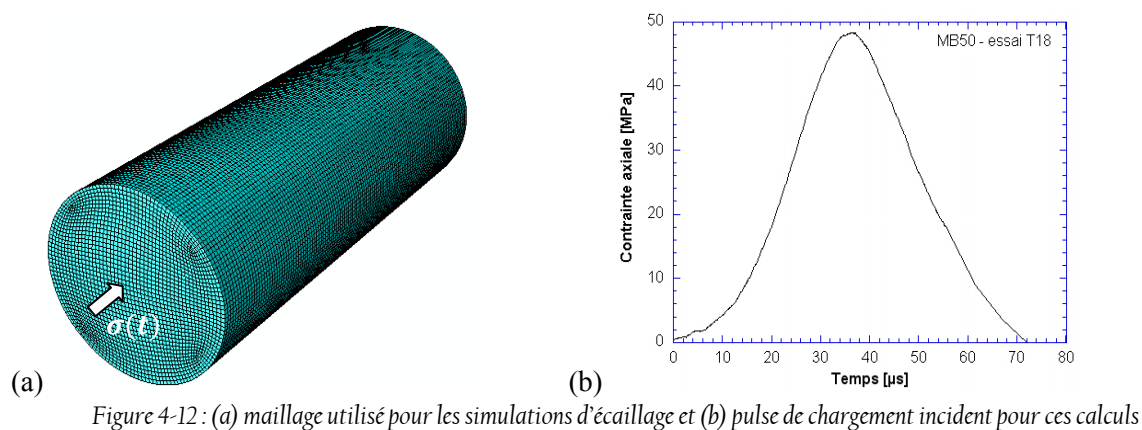 σ(t)
(a)
MB50 - essai T18
Contrainte axiale [MPa]
50
40
30
20
10
0
0 10 20 30 40 50 60 70 80
Temps [µs]
(b)
Figure 4-12 : (a) maillage utilisé pour les simulations d'écaillage et (b) pulse de chargement incident pour ces calculs